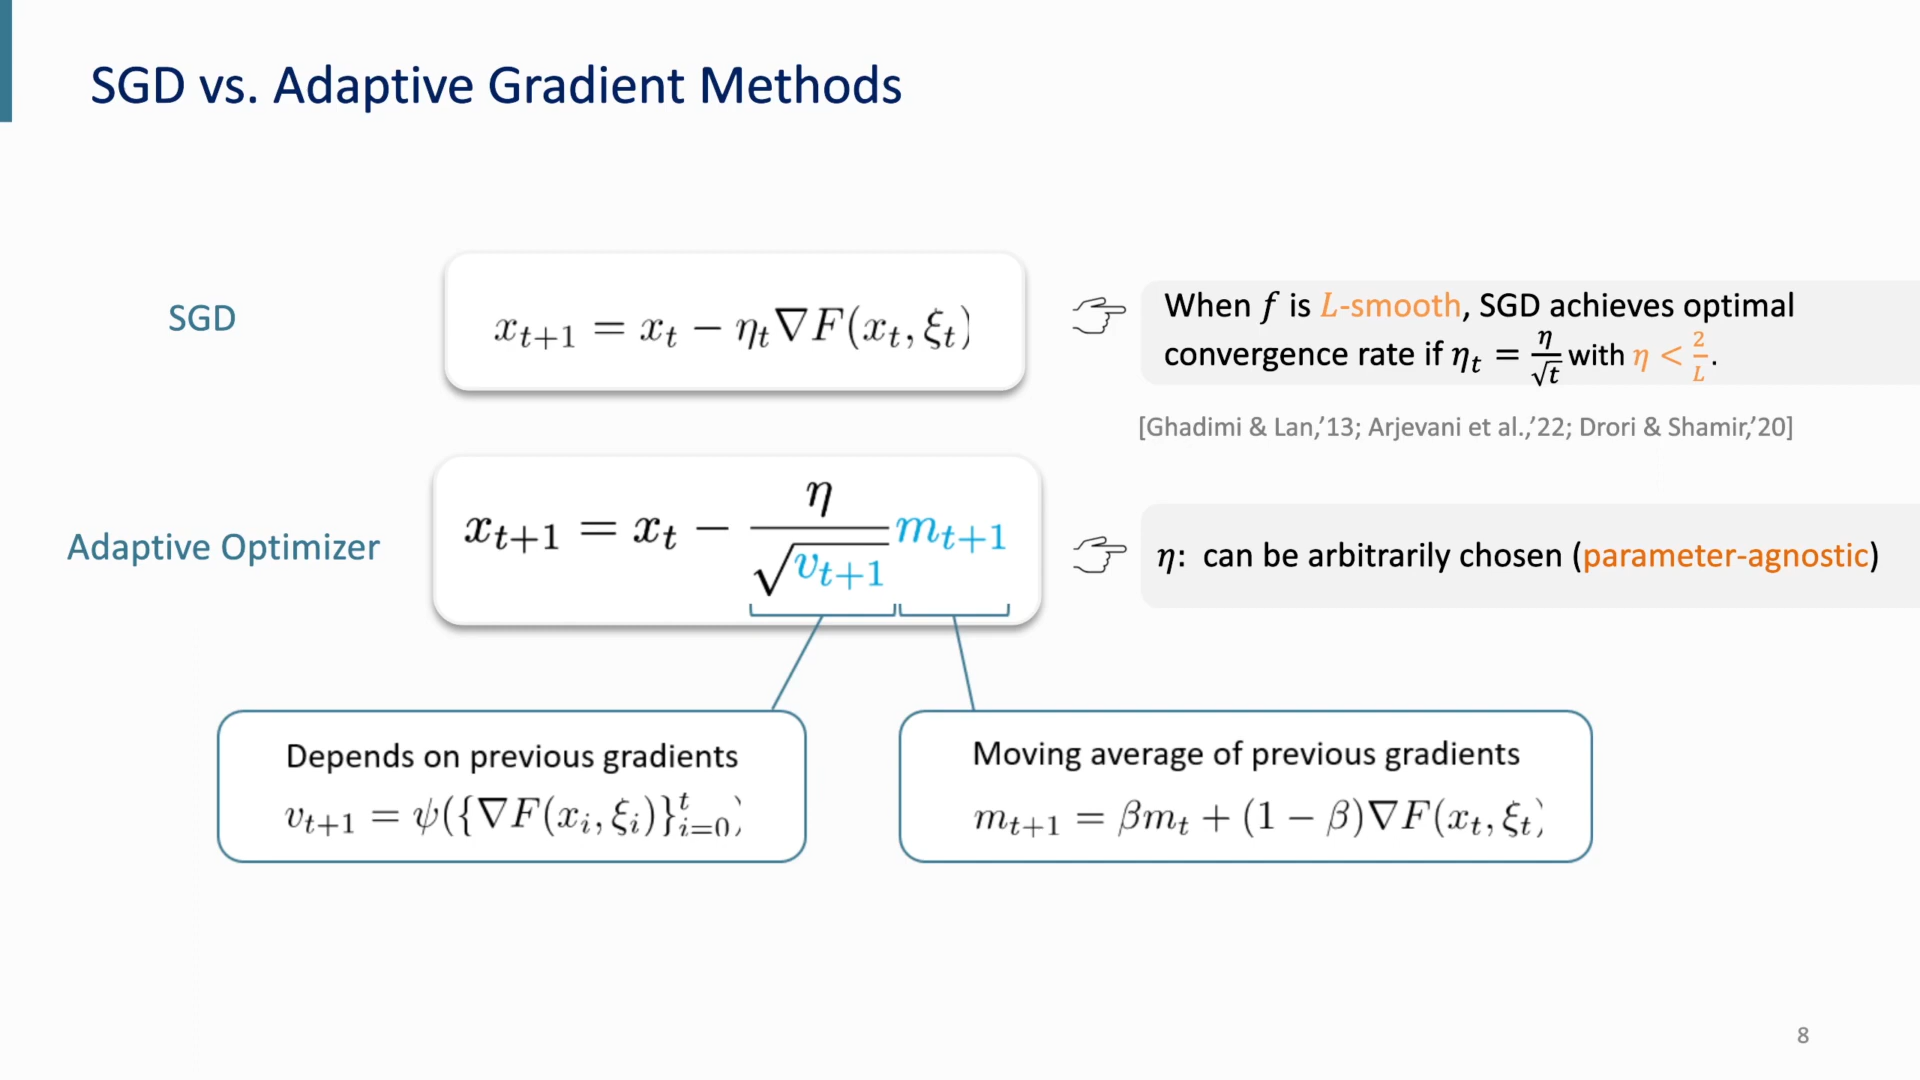 SGD vs. Adaptive Gradient Methods
SGD
x_{t+1} = x_t − η_t∇F(x_t, ξ_t)
When f is L-smooth, SGD achieves optimal
convergence rate if η_t = η/√t with η < 2/L.
[Ghadimi & Lan,’13; Arjevani et al.,’22; Drori & Shamir,’20]
Adaptive Optimizer
x_{t+1} = x_t − η/√v_{t+1} m_{t+1}
η: can be arbitrarily chosen (parameter-agnostic)
Depends on previous gradients
v_{t+1} = ψ({∇F(x_i, ξ_i)}_{i=0}^t)
Moving average of previous gradients
m_{t+1} = βm_t + (1 − β)∇F(x_t, ξ_t)
8